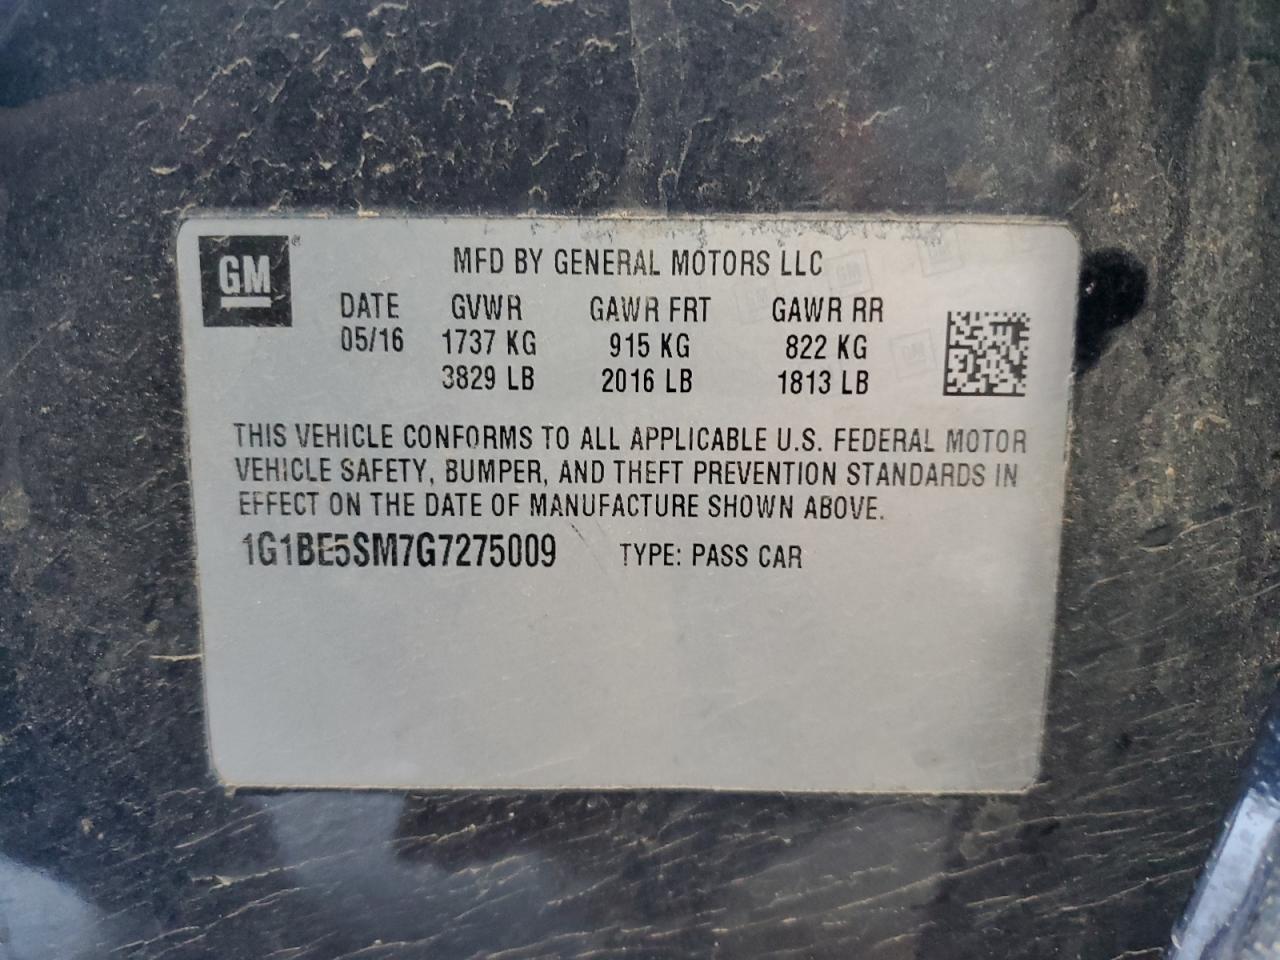 GM
MFD BY GENERAL MOTORS LLC
DATE GVWR GAWR FRT GAWR RR
05/16 1737 KG 915 KG 822 KG
3829 LB 2016 LB 1813 LB
THIS VEHICLE CONFORMS TO ALL APPLICABLE U.S. FEDERAL MOTOR
VEHICLE SAFETY, BUMPER, AND THEFT PREVENTION STANDARDS IN
EFFECT ON THE DATE OF MANUFACTURE SHOWN ABOVE.
1G1BE5SM7G7275009 TYPE: PASS CAR